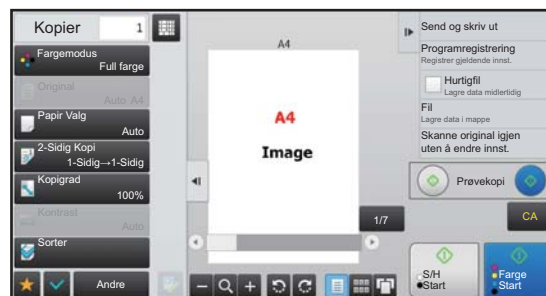 Kopier
1
Fargemodus
Full farge
Original
Auto A4
Papir Valg
Auto
2-Sidig Kopi
1-Sidig→1-Sidig
Kopigrad
100%
Kontrast
Auto
Sorter
Andre
A4
A4
Image
1/7
Send og skriv ut
Programregistrering
Registrer gjeldende innst.
Hurtigfil
Lagre data midlertidig
Fil
Lagre data i mappe
Skanne original igjen
uten å endre innst.
Prøvekopi
CA
S/H
Start
Farge
Start